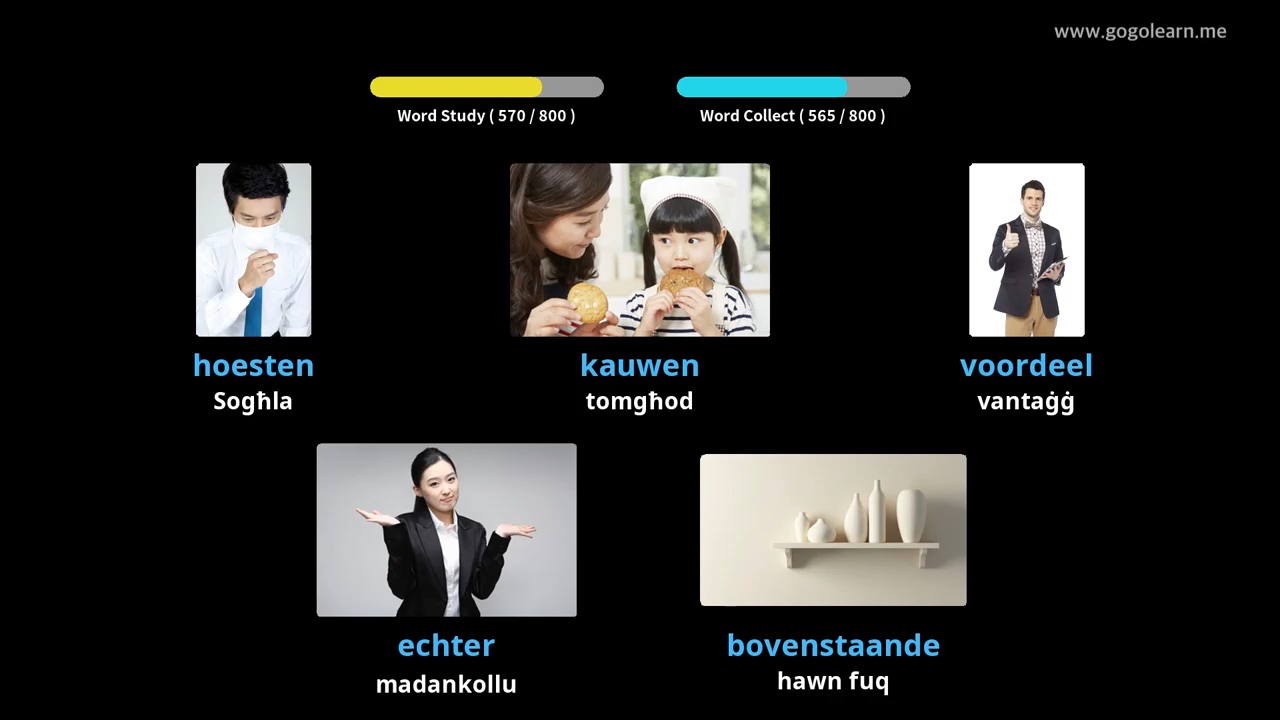 www.gogolearn.me
Word Study ( 570 / 800 )
Word Collect ( 565 / 800 )
hoesten
Sogħla
kauwen
tomgħod
voordeel
vantaġġ
echter
madankollu
bovenstaande
hawn fuq